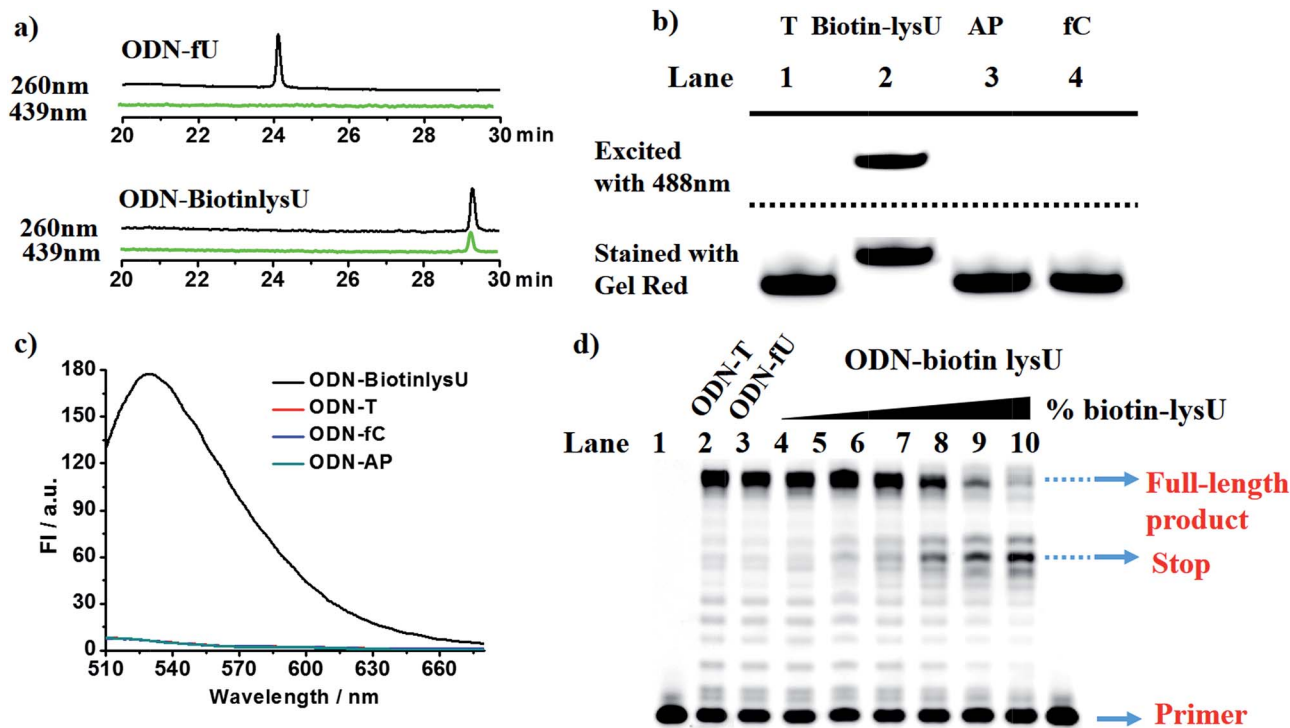 a)
ODN-fU
260nm
439nm
20 22 24 26 28 30 min
ODN-BiotinlysU
260nm
439nm
20 22 24 26 28 30 min
b)
T Biotin-lysU AP fC
Lane 1 2 3 4
Excited
with 488nm
Stained with
Gel Red
c)
180
150
120
90
60
30
0
FI / a.u.
ODN-BiotinlysU
ODN-T
ODN-fC
ODN-AP
510 540 570 600 630 660
Wavelength / nm
d)
ODN-T
ODN-fU
ODN-biotin lysU
% biotin-lysU
Lane 1 2 3 4 5 6 7 8 9 10
Full-length
product
Stop
Primer